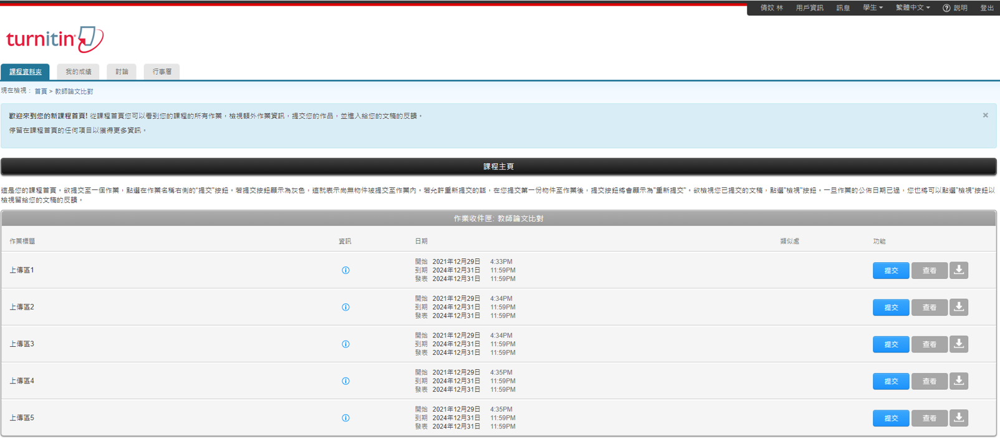 倩妏 林 用戶資訊 訊息 學生 繁體中文 說明 登出
turnitin
課程資料夾 我的成績 討論 行事曆
現在檢視： 首頁 > 教師論文比對
歡迎來到您的新課程首頁! 從課程首頁您可以看到您的課程的所有作業，檢視額外作業資訊，提交您的作品，並進入給您的文稿的反饋。
停留在課程首頁的任何項目以獲得更多資訊。
課程主頁
這是您的課程首頁。欲提交至一個作業，點選在作業名稱右側的"提交"按鈕。若提交按鈕顯示為灰色，這就表示尚無物件被提交至作業內。若允許重新提交的話，在您提交第一份物件至作業後，提交按鈕將會顯示為"重新提交"。欲檢視您已提交的文稿，點選"檢視"按鈕。一旦作業的公佈日期已過，您也將可以點選"檢視"按鈕以
檢視留給您的文稿的反饋。
作業收件匣: 教師論文比對
作業標題 資訊 日期 類似處 功能
開始 2021年12月29日 4:33PM
上傳區1 到期 2024年12月31日 11:59PM 提交 查看
發表 2024年12月31日 11:59PM
開始 2021年12月29日 4:34PM
上傳區2 到期 2024年12月31日 11:59PM 提交 查看
發表 2024年12月31日 11:59PM
開始 2021年12月29日 4:34PM
上傳區3 到期 2024年12月31日 11:59PM 提交 查看
發表 2024年12月31日 11:59PM
開始 2021年12月29日 4:35PM
上傳區4 到期 2024年12月31日 11:59PM 提交 查看
發表 2024年12月31日 11:59PM
開始 2021年12月29日 4:35PM
上傳區5 到期 2024年12月31日 11:59PM 提交 查看
發表 2024年12月31日 11:59PM